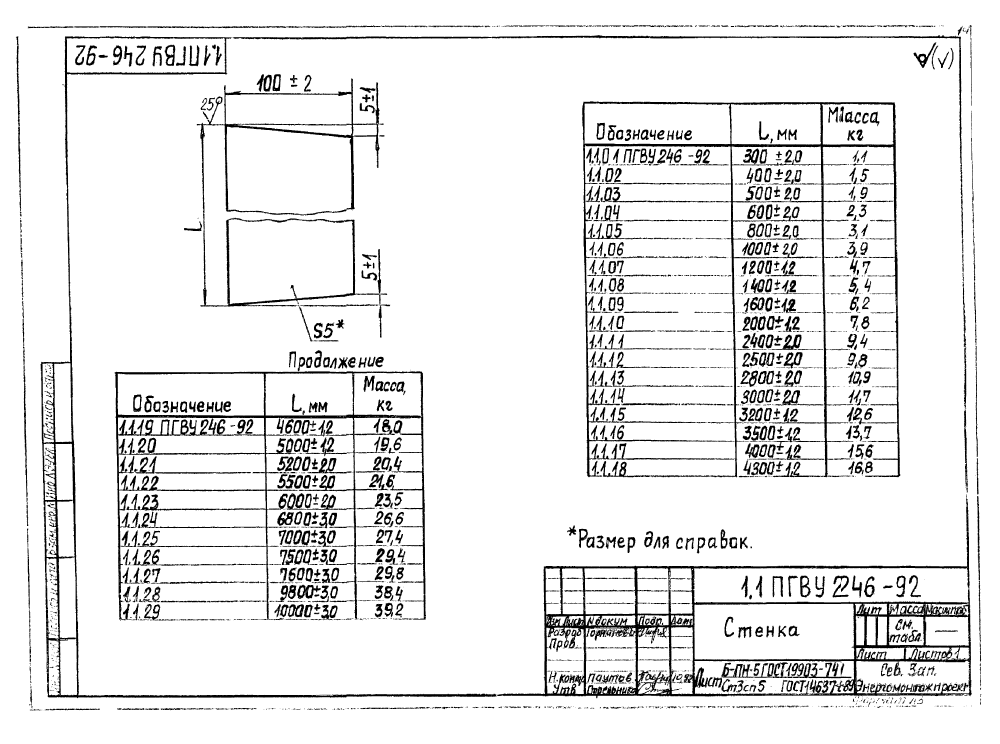 14
1.1 ПГВУ 246-92
√(√)
100 ± 2
5±1
25
L
5±1
S5*
Обозначение L, мм Масса, кг
1.1.01 ПГВУ 246-92 300 ±2,0 1,1
1.1.02 400±2,0 1,5
1.1.03 500±2,0 1,9
1.1.04 600±2,0 2,3
1.1.05 800±2,0 3,1
1.1.06 1000±2,0 3,9
1.1.07 1200±1,2 4,7
1.1.08 1400±1,2 5,4
1.1.09 1600±1,2 6,2
1.1.10 2000±1,2 7,8
1.1.11 2400±2,0 9,4
1.1.12 2500±2,0 9,8
1.1.13 2800±2,0 10,9
1.1.14 3000±2,0 11,7
1.1.15 3200±1,2 12,6
1.1.16 3500±1,2 13,7
1.1.17 4000±1,2 15,6
1.1.18 4300±1,2 16,8
Продолжение
Обозначение L, мм Масса, кг
1.1.19 ПГВУ 246-92 4600±1,2 18,0
1.1.20 5000±1,2 19,6
1.1.21 5200±2,0 20,4
1.1.22 5500±2,0 21,6
1.1.23 6000±2,0 23,5
1.1.24 6800±3,0 26,6
1.1.25 7000±3,0 27,4
1.1.26 7500±3,0 29,4
1.1.27 7600±3,0 29,8
1.1.28 9800±3,0 38,4
1.1.29 10000±3,0 39,2
*Размер для справок.
1.1 ПГВУ 246-92
Стенка
Лит Масса Масштаб
см. табл. —
Лист Листов 1
Изм Лист № докум Подп. Дата
Разраб
Пров.
Н.контр Паутов
Утв
Лист Б-ПН-5 ГОСТ 19903-74
Ст3сп5 ГОСТ 14637-89
Сев. Зап.
Энергомонтажпроект
Формат А3